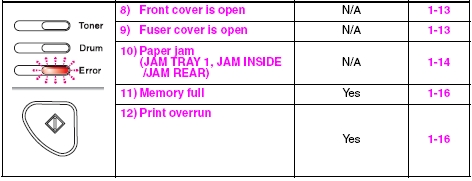 Toner
Drum
Error
8) Front cover is open N/A 1-13
9) Fuser cover is open N/A 1-13
10) Paper jam
(JAM TRAY 1, JAM INSIDE
/JAM REAR) N/A 1-14
11) Memory full Yes 1-16
12) Print overrun
Yes 1-16